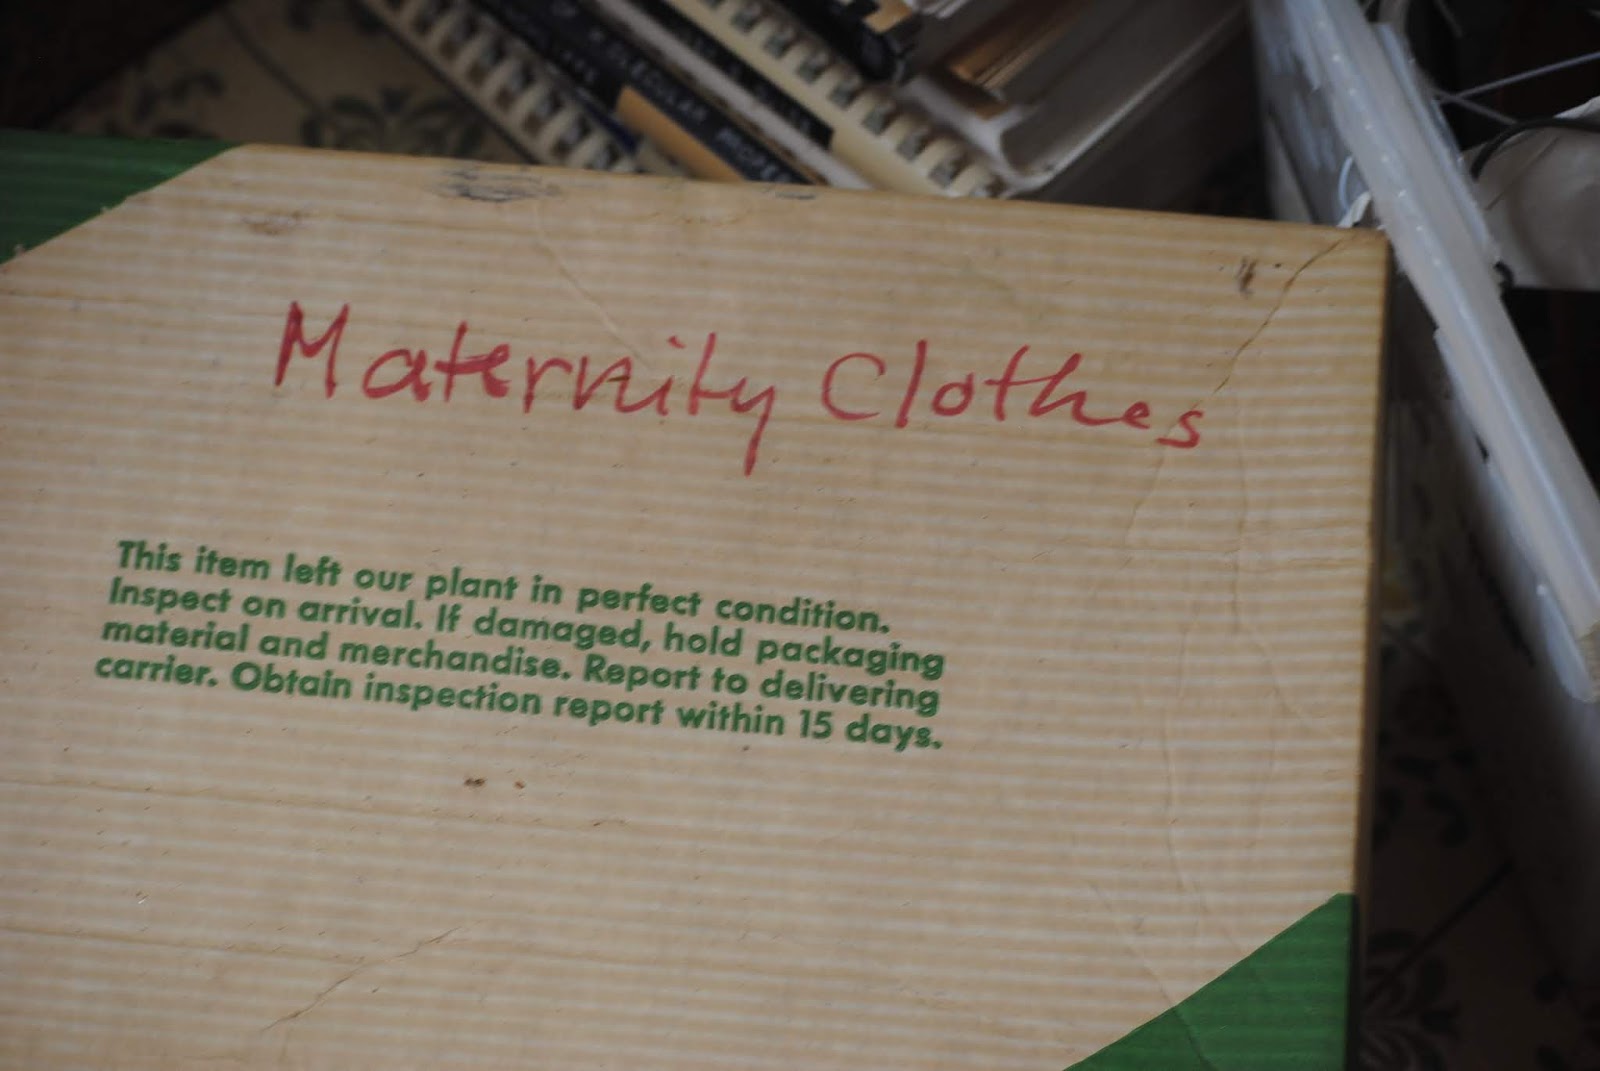 MOLECULAR
Maternity Clothes
This item left our plant in perfect condition.
Inspect on arrival. If damaged, hold packaging
material and merchandise. Report to delivering
carrier. Obtain inspection report within 15 days.